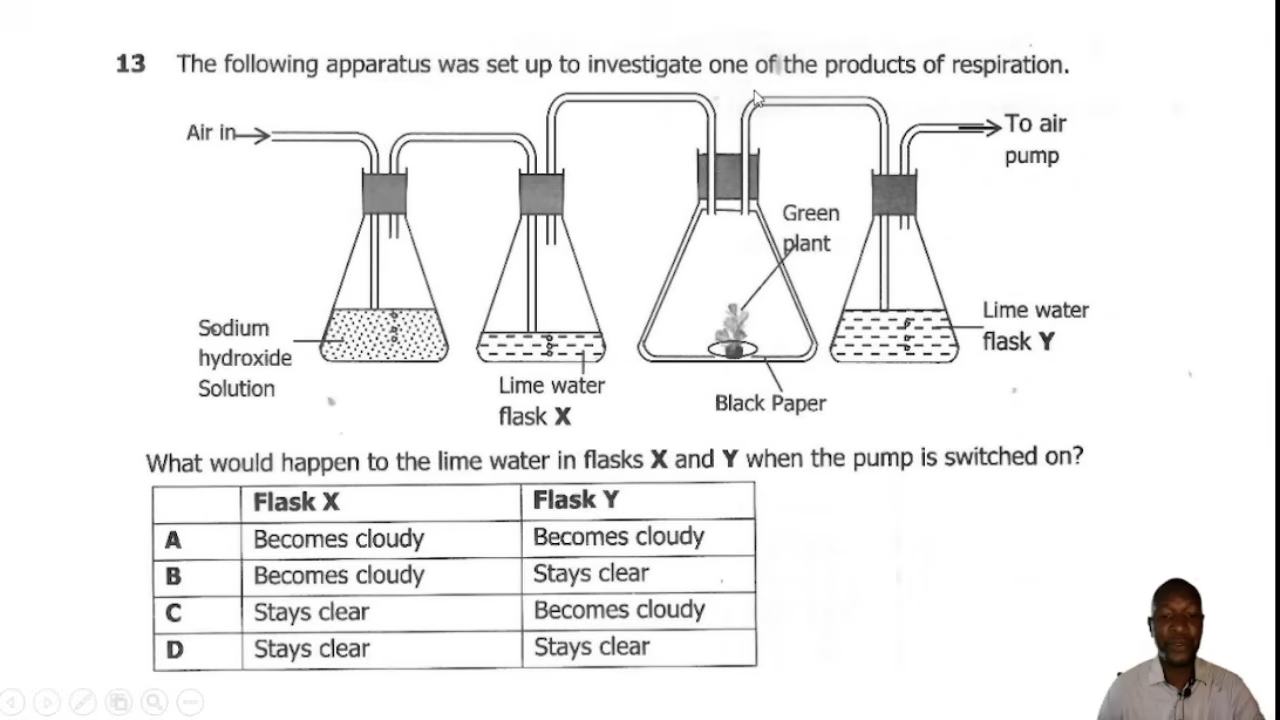 13 The following apparatus was set up to investigate one of the products of respiration.
Air in
To air
pump
Green
plant
Sodium
hydroxide
Solution
Lime water
flask X
Black Paper
Lime water
flask Y
What would happen to the lime water in flasks X and Y when the pump is switched on?
Flask X Flask Y
A Becomes cloudy Becomes cloudy
B Becomes cloudy Stays clear
C Stays clear Becomes cloudy
D Stays clear Stays clear